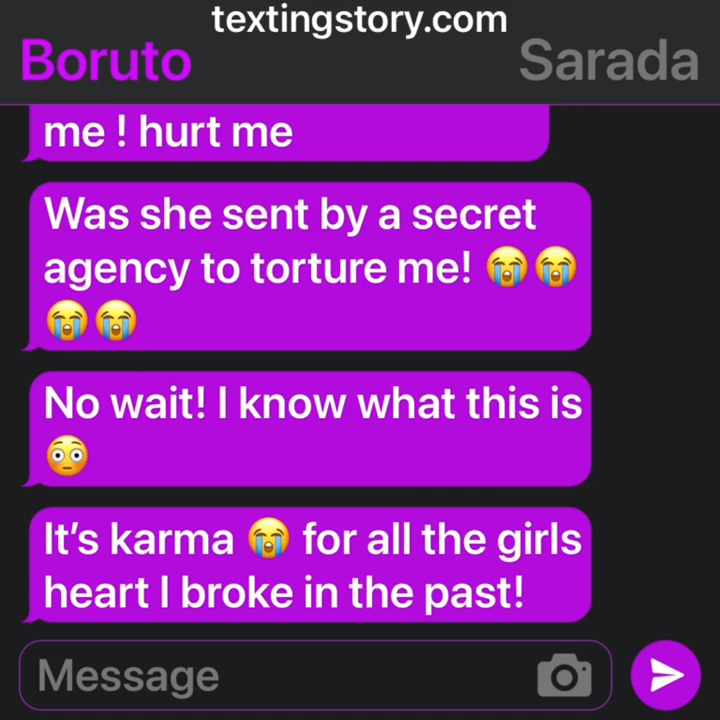 textingstory.com
Boruto Sarada
me ! hurt me
Was she sent by a secret
agency to torture me! 😭😭
😭😭
No wait! I know what this is
😳
It’s karma 😭 for all the girls
heart I broke in the past!
Message